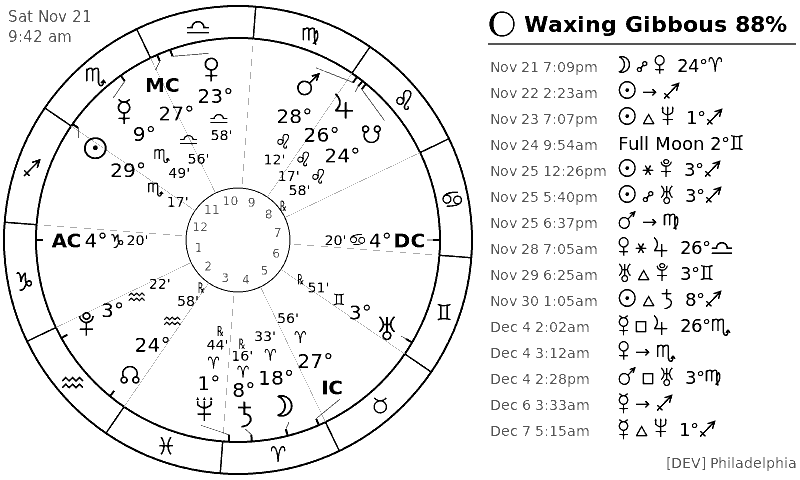 Sat Nov 21
9:42 am
Waxing Gibbous 88%
Nov 21 7:09pm ☽ ☍ ♀ 24°♈
Nov 22 2:23am ☉ → ♐
Nov 23 7:07pm ☉ △ ♆ 1°♐
Nov 24 9:54am Full Moon 2°♊
Nov 25 12:26pm ☉ ⚹ ♇ 3°♐
Nov 25 5:40pm ☉ ☍ ♅ 3°♐
Nov 25 6:37pm ♂ → ♍
Nov 28 7:05am ♀ ⚹ ♃ 26°♎
Nov 29 6:25am ♅ △ ♇ 3°♊
Nov 30 1:05am ☉ △ ♄ 8°♐
Dec 4 2:02am ☿ □ ♃ 26°♏
Dec 4 3:12am ♀ → ♏
Dec 4 2:28pm ♂ □ ♅ 3°♍
Dec 6 3:33am ☿ → ♐
Dec 7 5:15am ☿ △ ♆ 1°♐
[DEV] Philadelphia
♎ ♍ ♌ ♋ ♊ ♉ ♈ ♓ ♒ ♑ ♐ ♏
MC 27° ♎ 56'
♀ 23° ♎ 58'
☿ 9° ♏ 49'
☉ 29° ♏ 17'
♂ 28° ♌ 12'
♃ 26° ♌ 17'
☋ 24° ♌ 58' ℞
AC 4° ♑ 20'
20' ♋ 4° DC
♇ 3° ♒ 22'
☊ 24° ♒ 58' ℞
♆ 1° ♈ 44' ℞
♄ 8° ♈ 16' ℞
☽ 18° ♈ 33'
IC 27° ♈ 56'
♅ 3° ♊ 51' ℞
1 2 3 4 5 6 7 8 9 10 11 12